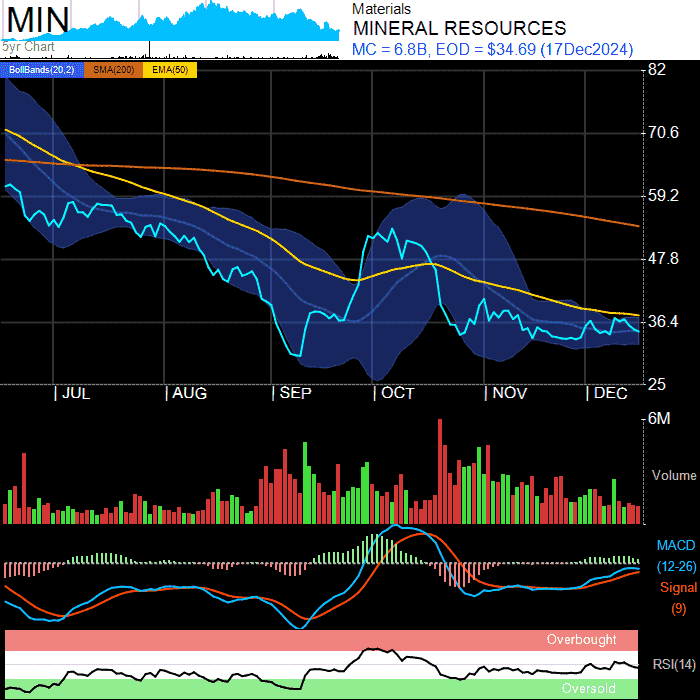 MIN
5yr Chart
Materials
MINERAL RESOURCES
MC = 6.8B, EOD = $34.69 (17Dec2024)
BollBands(20,2) SMA(200) EMA(50)
82
70.6
59.2
47.8
36.4
25
JUL AUG SEP OCT NOV DEC
6M
Volume
MACD
(12-26)
Signal
(9)
Overbought
RSI(14)
Oversold